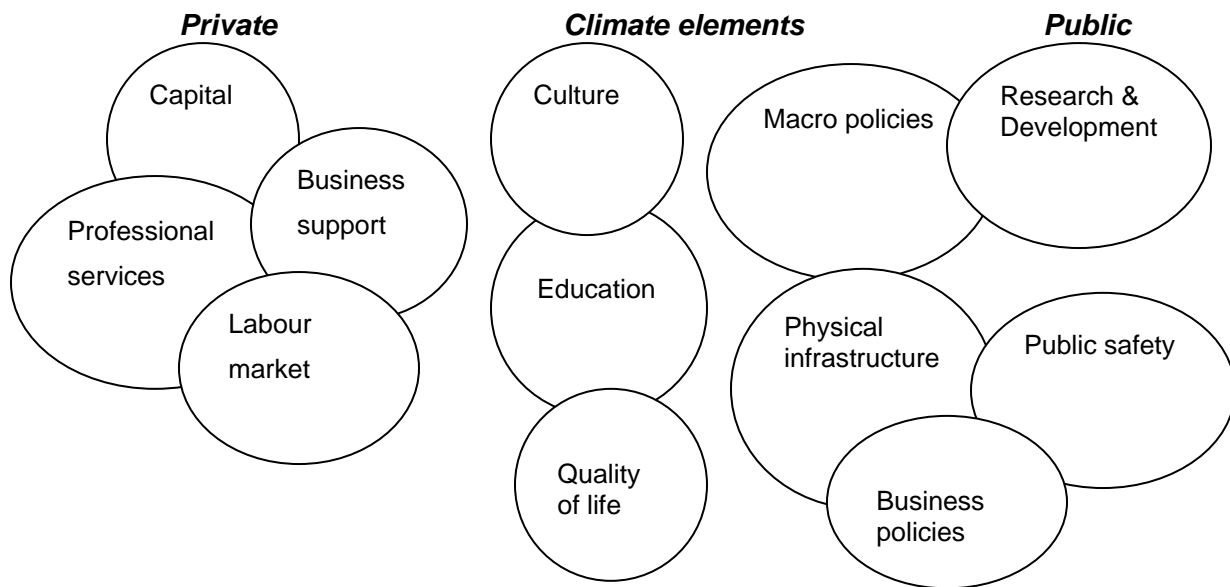 Private
Climate elements
Public
Capital
Business
support
Professional
services
Labour
market
Culture
Education
Quality
of life
Macro policies
Research &
Development
Physical
infrastructure
Public safety
Business
policies